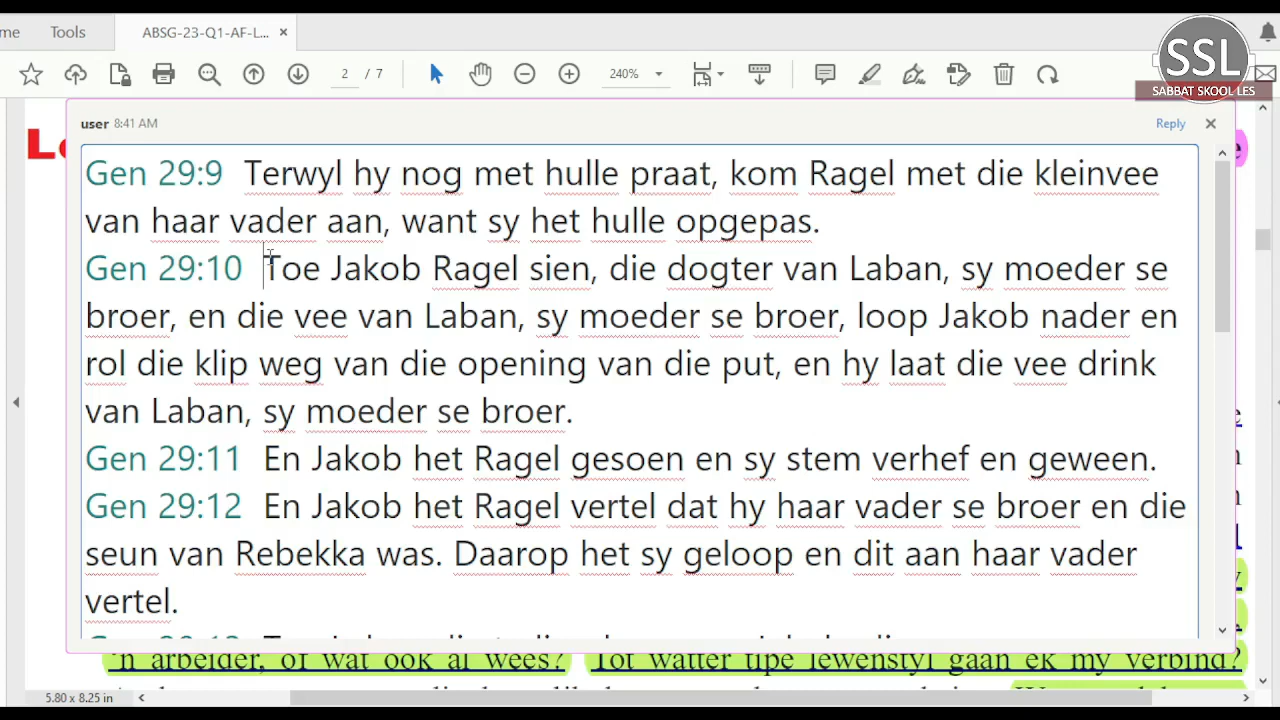 me Tools ABSG-23-Q1-AF-L... ×
2 / 7 240%
SSL
SABBAT SKOOL LES
user 8:41 AM Reply
Gen 29:9 Terwyl hy nog met hulle praat, kom Ragel met die kleinvee
van haar vader aan, want sy het hulle opgepas.
Gen 29:10 Toe Jakob Ragel sien, die dogter van Laban, sy moeder se
broer, en die vee van Laban, sy moeder se broer, loop Jakob nader en
rol die klip weg van die opening van die put, en hy laat die vee drink
van Laban, sy moeder se broer.
Gen 29:11 En Jakob het Ragel gesoen en sy stem verhef en geween.
Gen 29:12 En Jakob het Ragel vertel dat hy haar vader se broer en die
seun van Rebekka was. Daarop het sy geloop en dit aan haar vader
vertel.
'n arbeider, of wat ook al wees? Tot watter tipe lewenstyl gaan ek my verbind?
5.80 x 8.25 in